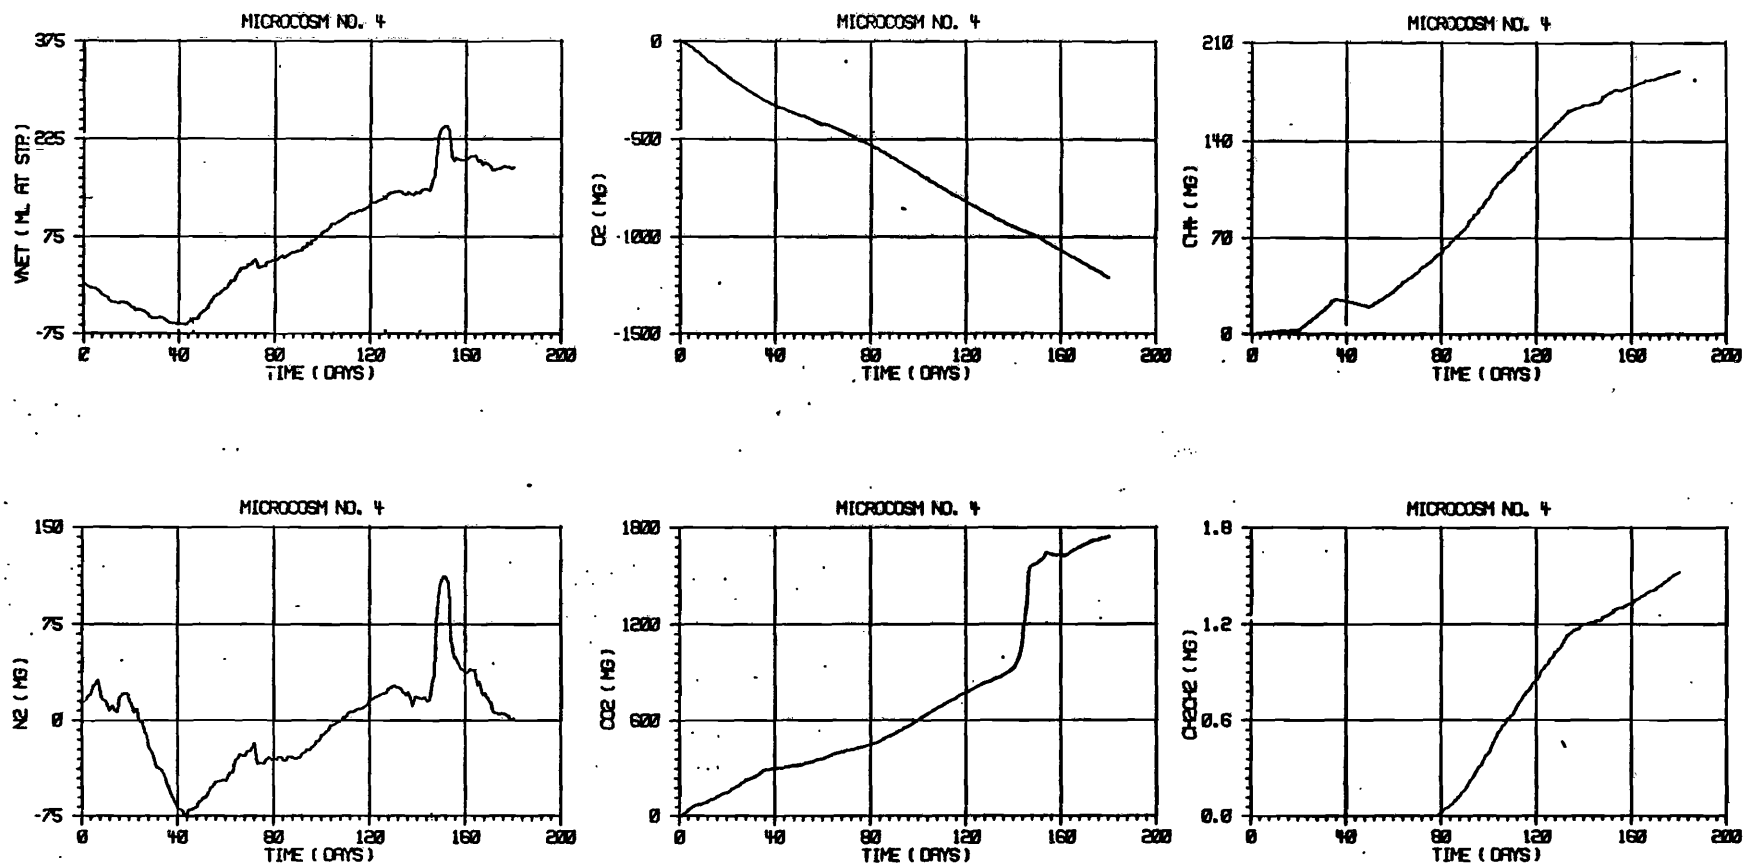 MICROCOSM NO. 4
375
225
75
-75
VNET ( ML AT STP.)
0 40 80 120 160 200
TIME ( DAYS )
MICROCOSM NO. 4
0
-500
-1000
-1500
O2 ( MG )
0 40 80 120 160 200
TIME ( DAYS )
MICROCOSM NO. 4
210
140
70
0
CH4 ( MG )
0 40 80 120 160 200
TIME ( DAYS )
MICROCOSM NO. 4
150
75
0
-75
N2 ( MG )
0 40 80 120 160 200
TIME ( DAYS )
MICROCOSM NO. 4
1800
1200
600
0
CO2 ( MG )
0 40 80 120 160 200
TIME ( DAYS )
MICROCOSM NO. 4
1.8
1.2
0.6
0.0
CH2CH2 ( MG )
0 40 80 120 160 200
TIME ( DAYS )